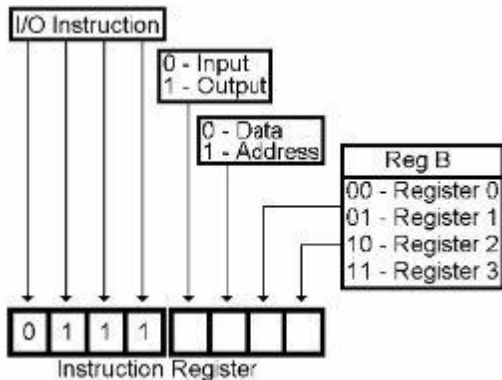 I/O Instruction
0 - Input
1 - Output
0 - Data
1 - Address
Reg B
00 - Register 0
01 - Register 1
10 - Register 2
11 - Register 3
0 1 1 1
Instruction Register